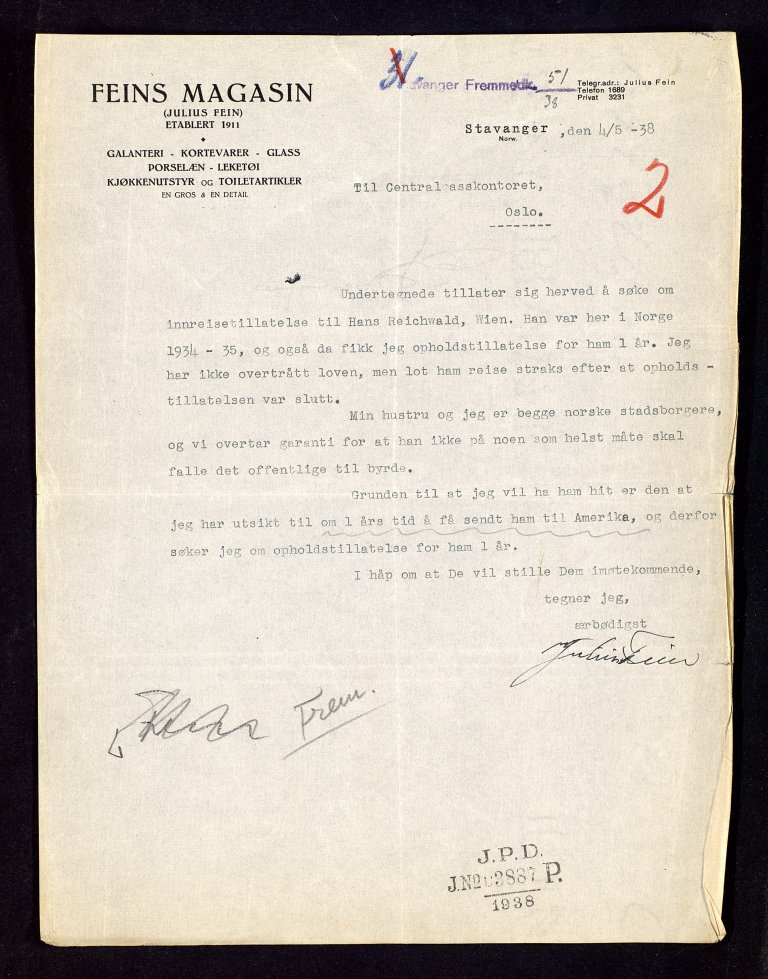 FEINS MAGASIN
(JULIUS FEIN)
ETABLERT 1911
GALANTERI - KORTEVARER - GLASS
PORSELÆN - LEKETØI
KJØKKENUTSTYR OG TOILETARTIKLER
EN GROS & EN DETAIL
31.
avanger Fremmedk. 51/38
Telegr.adr.: Julius Fein
Telefon 1689
Privat 3231
Stavanger, den 4/5 -38
Norw.
Til Central asskontoret,
Oslo.
--------
2
Undertegnede tillater sig herved å søke om
innreisetillatelse til Hans Reichwald, Wien. Han var her i Norge
1934 - 35, og også da fikk jeg opholdstillatelse for ham 1 år. Jeg
har ikke overtrått loven, men lot ham reise straks efter at opholds -
tillatelsen var slutt.
Min hustru og jeg er begge norske stadsborgere,
og vi overtar garanti for at han ikke på noen som helst måte skal
falle det offentlige til byrde.
Grunden til at jeg vil ha ham hit er den at
jeg har utsikt til om 1 års tid å få sendt ham til Amerika, og derfor
søker jeg om opholdstillatelse for ham 1 år.
I håp om at De vil stille Dem imøtekommende,
tegner jeg,
ærbødigst
Julius Fein
Frem.
J.P.D.
J.No 03887 P.
1938